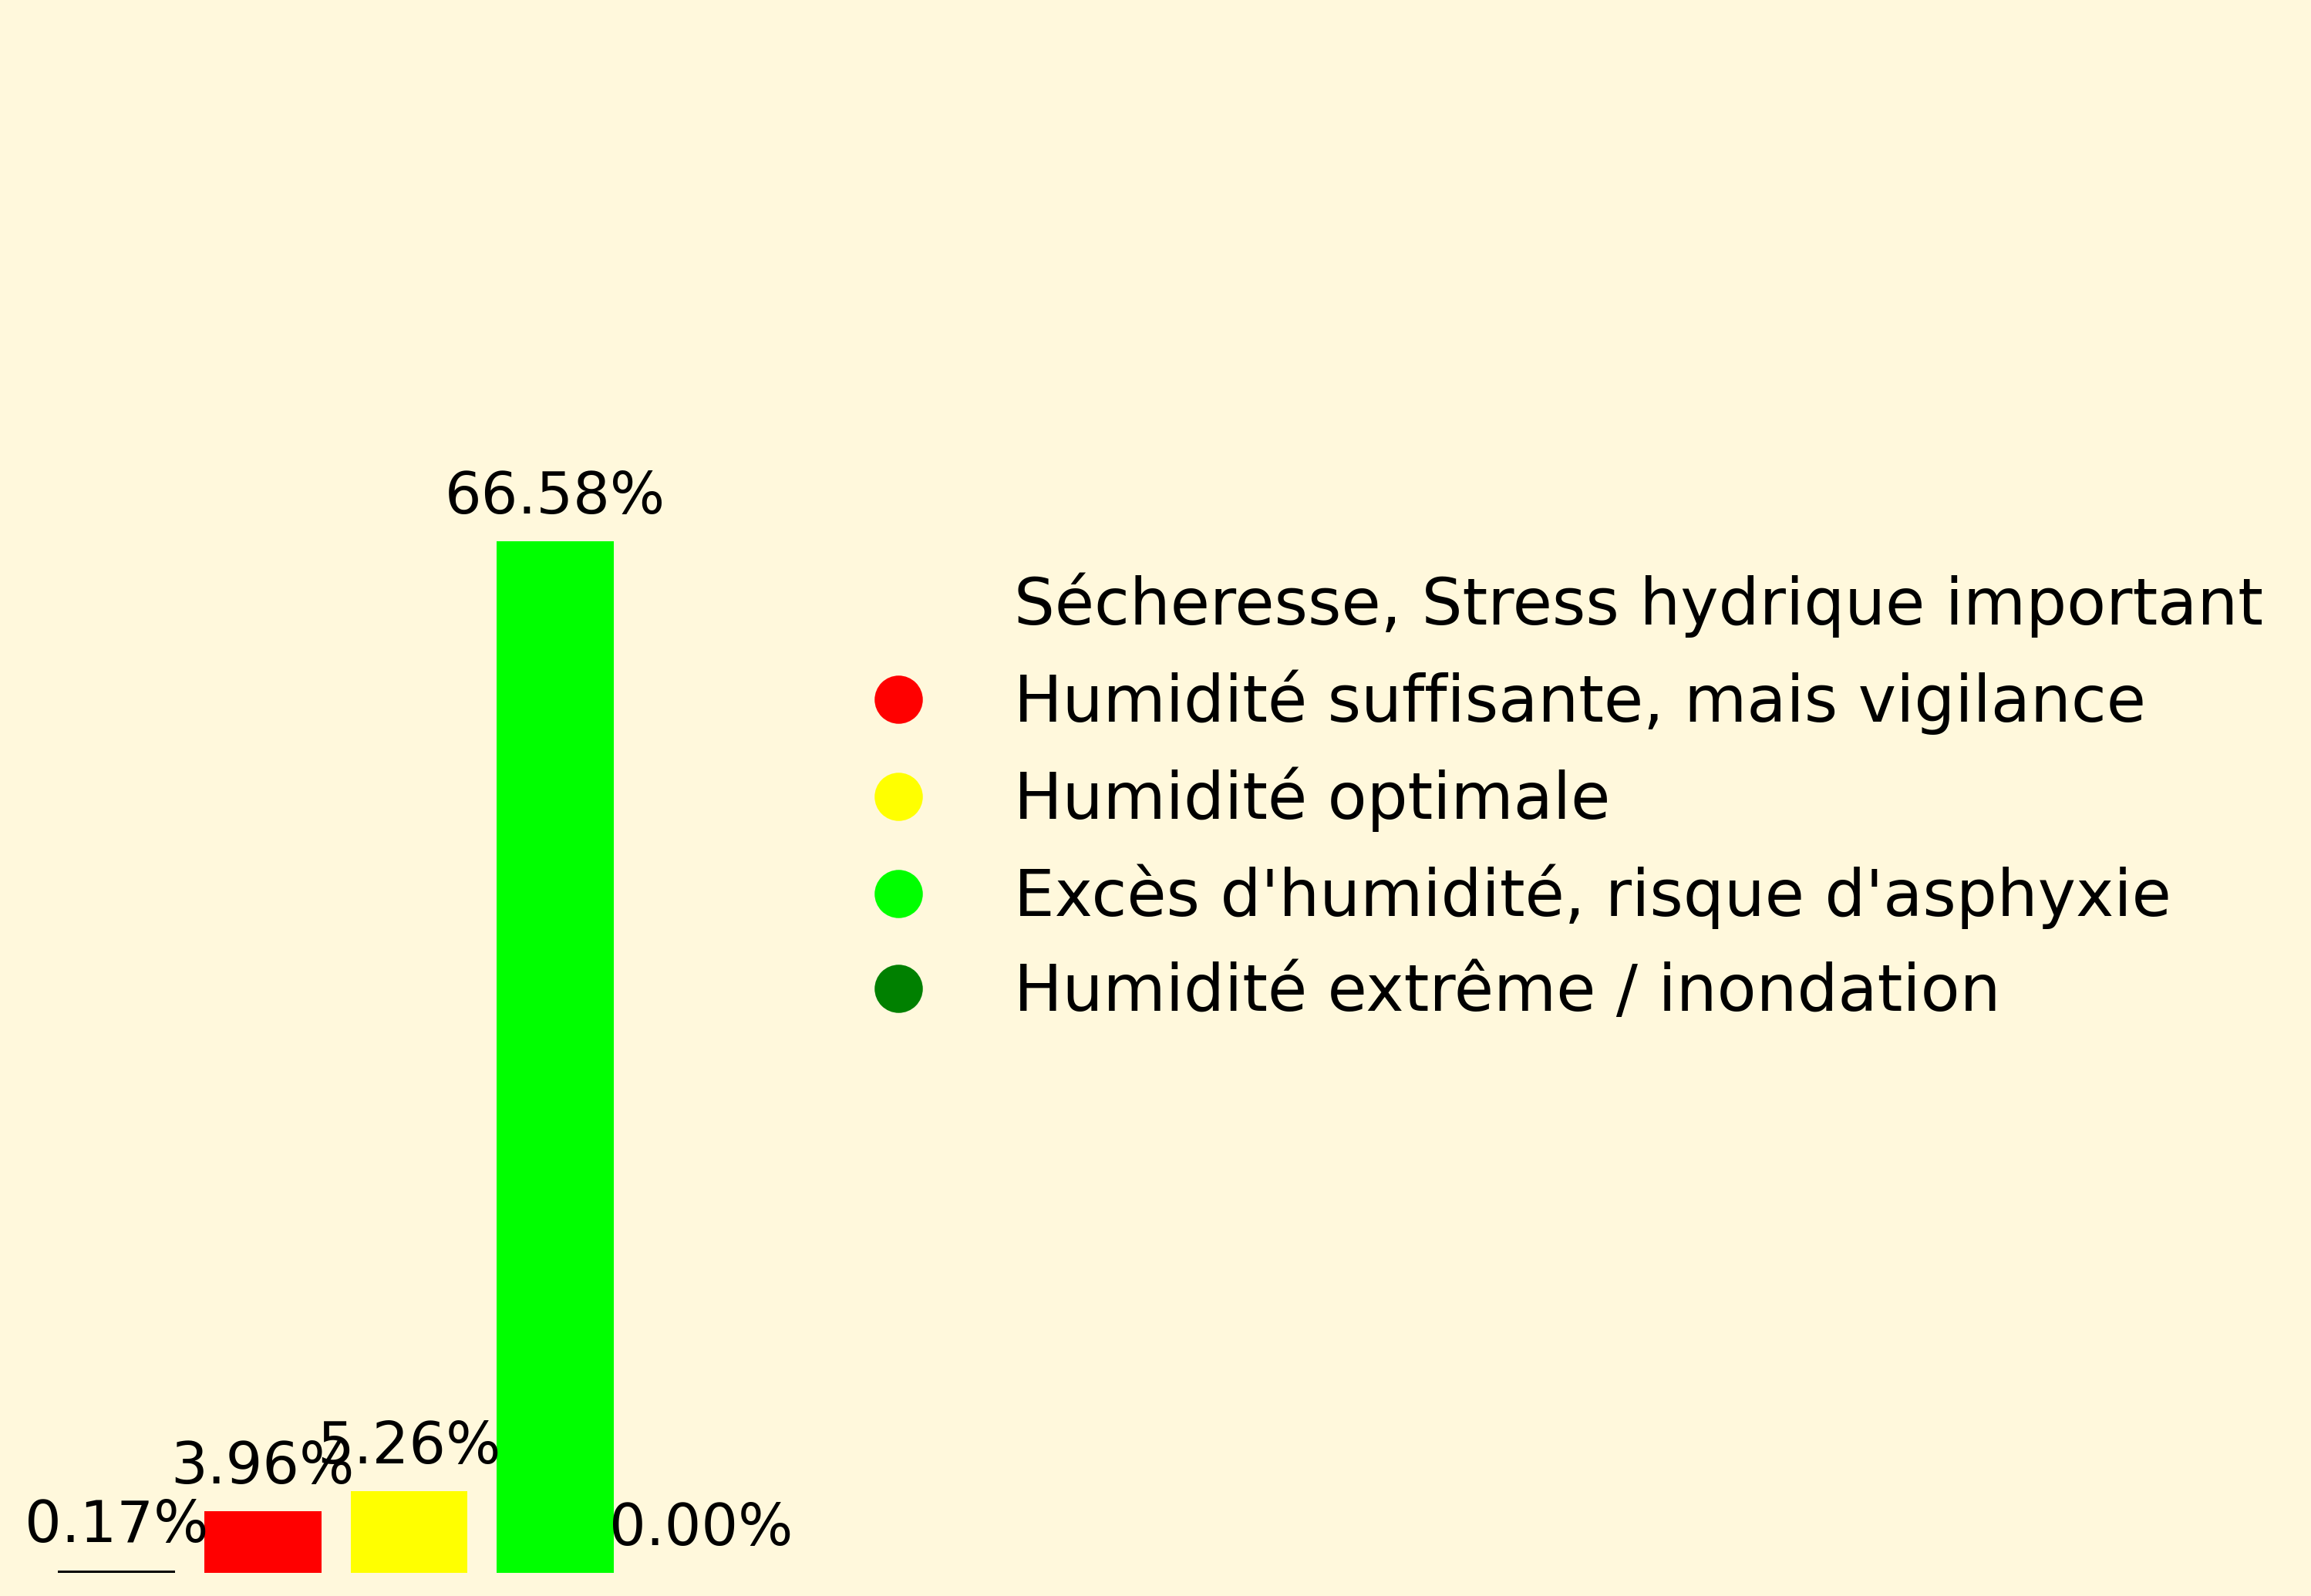 66.58%
Sécheresse, Stress hydrique important
Humidité suffisante, mais vigilance
Humidité optimale
Excès d'humidité, risque d'asphyxie
Humidité extrême / inondation
5.26%
3.96%
0.17%
0.00%